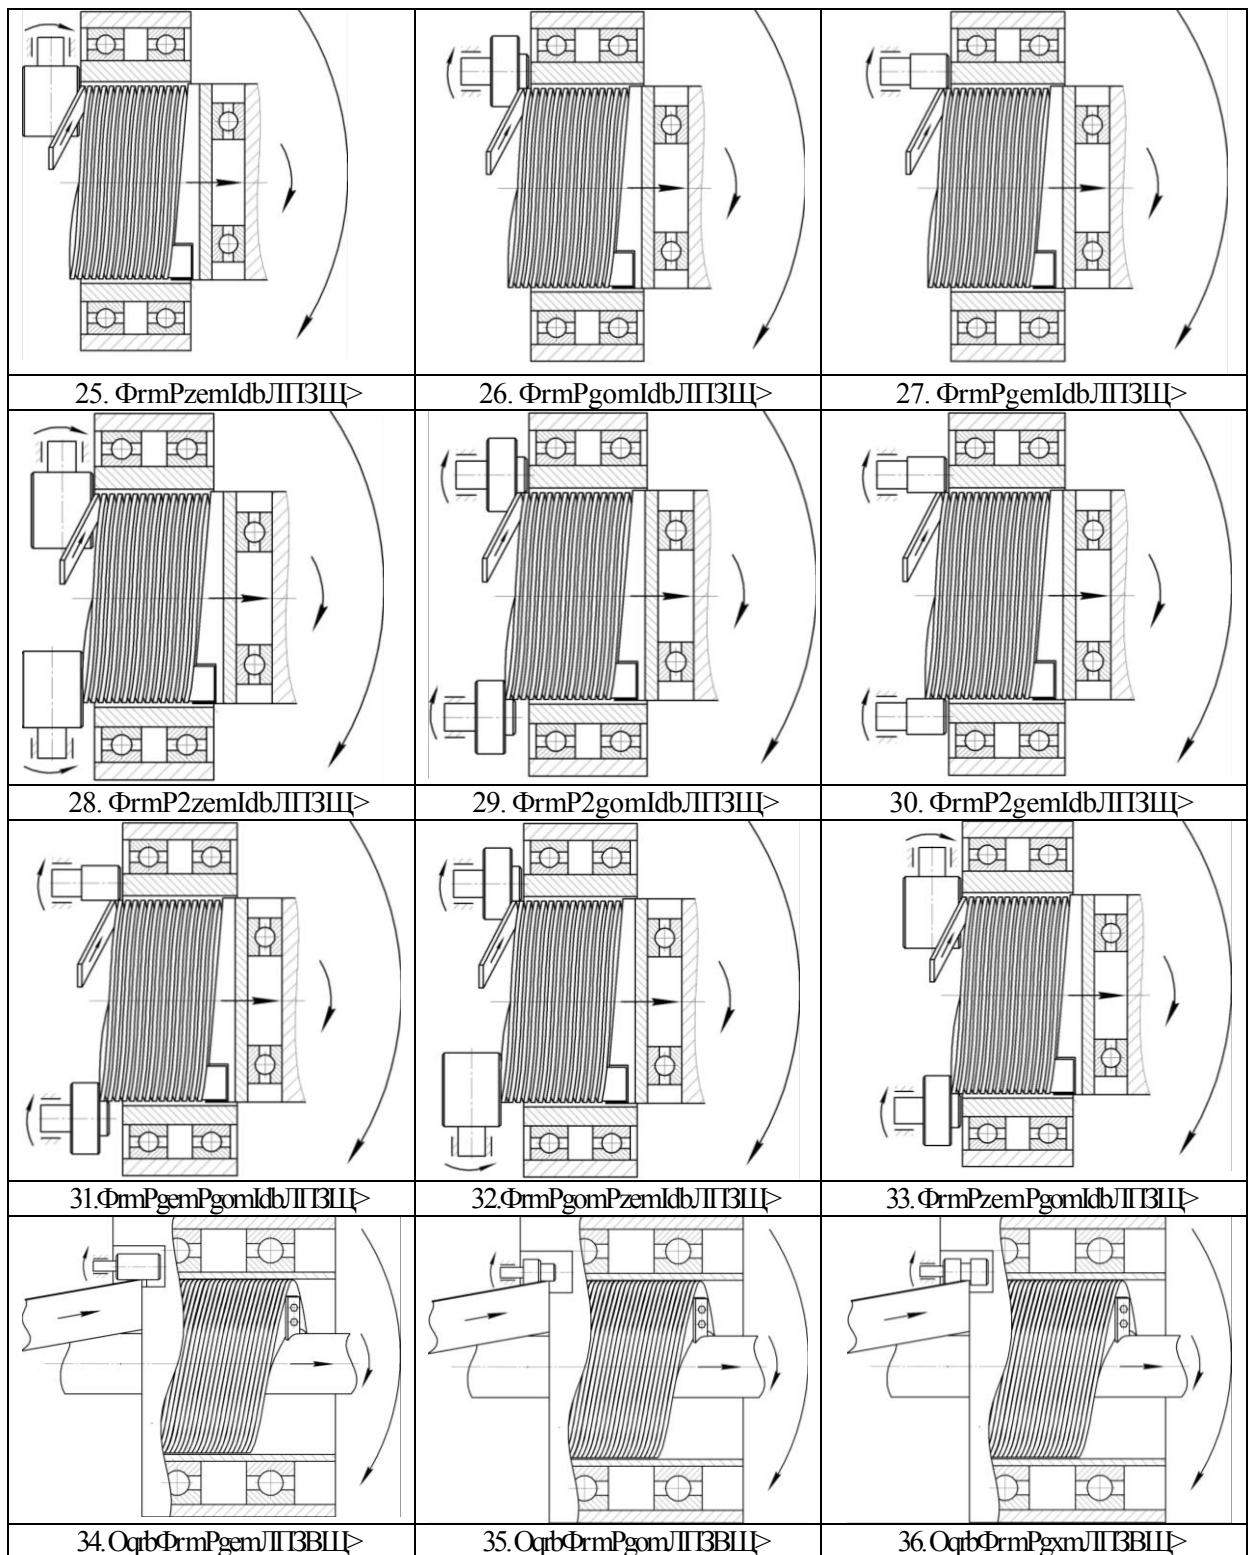 25. ФrmPzemIdbЛПЗЩ>
26. ФrmPgomIdbЛПЗЩ>
27. ФrmPgemIdbЛПЗЩ>
28. ФrmP2zemIdbЛПЗЩ>
29. ФrmP2gomIdbЛПЗЩ>
30. ФrmP2gemIdbЛПЗЩ>
31.ФrmPgemPgomIdbЛПЗЩ>
32.ФrmPgomPzemIdbЛПЗЩ>
33.ФrmPzemPgomIdbЛПЗЩ>
34. OqrbФrmPgemЛПЗВЩ>
35. OqrbФrmPgomЛПЗВЩ>
36. OqrbФrmPgxmЛПЗВЩ>